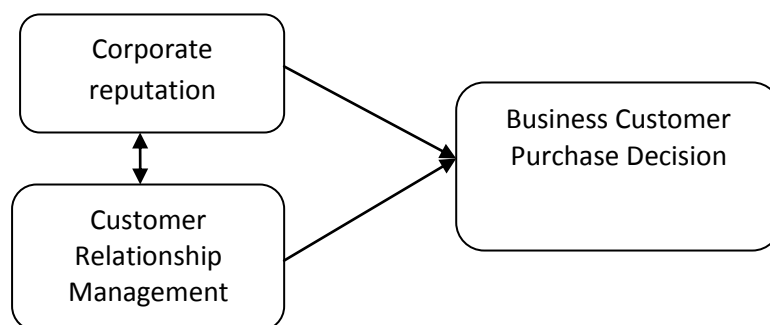 Corporate
reputation
Business Customer
Purchase Decision
Customer
Relationship
Management